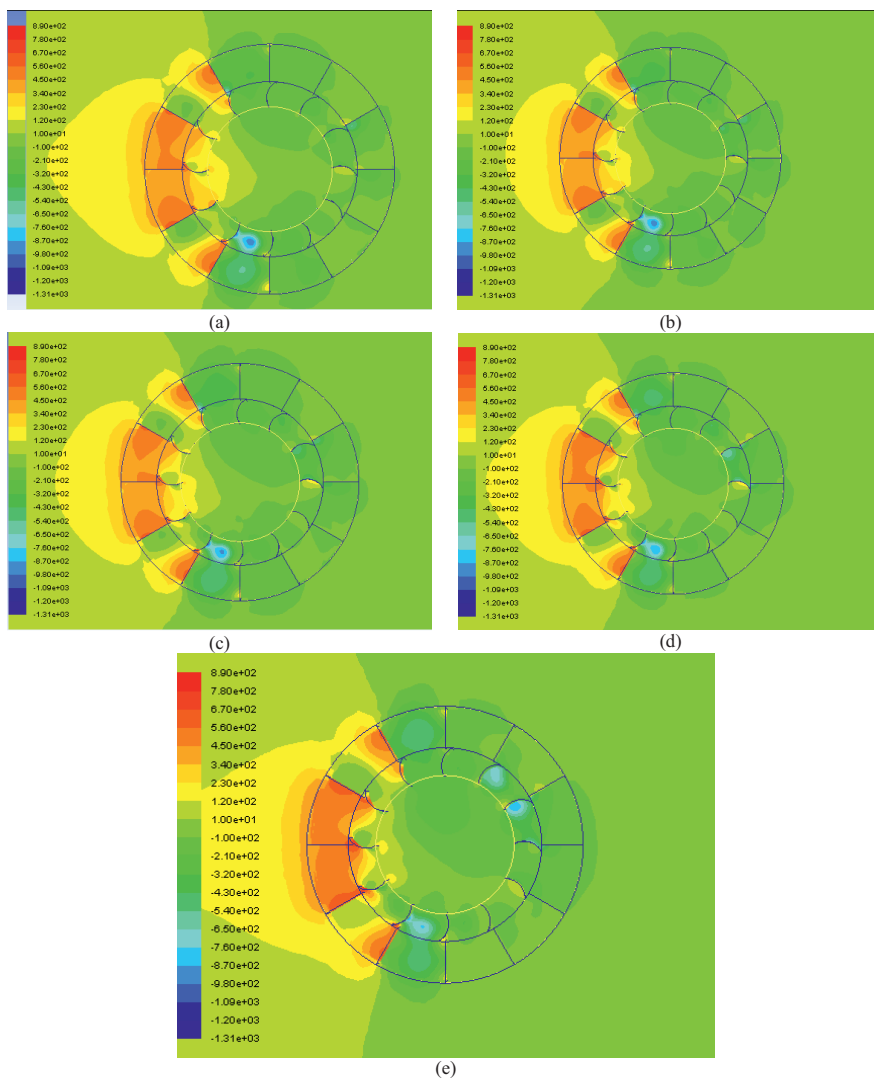 8.90e+02
7.80e+02
6.70e+02
5.60e+02
4.50e+02
3.40e+02
2.30e+02
1.20e+02
1.00e+01
-1.00e+02
-2.10e+02
-3.20e+02
-4.30e+02
-5.40e+02
-6.50e+02
-7.60e+02
-8.70e+02
-9.80e+02
-1.09e+03
-1.20e+03
-1.31e+03
(a)
8.90e+02
7.80e+02
6.70e+02
5.60e+02
4.50e+02
3.40e+02
2.30e+02
1.20e+02
1.00e+01
-1.00e+02
-2.10e+02
-3.20e+02
-4.30e+02
-5.40e+02
-6.50e+02
-7.60e+02
-8.70e+02
-9.80e+02
-1.09e+03
-1.20e+03
-1.31e+03
(b)
8.90e+02
7.80e+02
6.70e+02
5.60e+02
4.50e+02
3.40e+02
2.30e+02
1.20e+02
1.00e+01
-1.00e+02
-2.10e+02
-3.20e+02
-4.30e+02
-5.40e+02
-6.50e+02
-7.60e+02
-8.70e+02
-9.80e+02
-1.09e+03
-1.20e+03
-1.31e+03
(c)
8.90e+02
7.80e+02
6.70e+02
5.60e+02
4.50e+02
3.40e+02
2.30e+02
1.20e+02
1.00e+01
-1.00e+02
-2.10e+02
-3.20e+02
-4.30e+02
-5.40e+02
-6.50e+02
-7.60e+02
-8.70e+02
-9.80e+02
-1.09e+03
-1.20e+03
-1.31e+03
(d)
8.90e+02
7.80e+02
6.70e+02
5.60e+02
4.50e+02
3.40e+02
2.30e+02
1.20e+02
1.00e+01
-1.00e+02
-2.10e+02
-3.20e+02
-4.30e+02
-5.40e+02
-6.50e+02
-7.60e+02
-8.70e+02
-9.80e+02
-1.09e+03
-1.20e+03
-1.31e+03
(e)